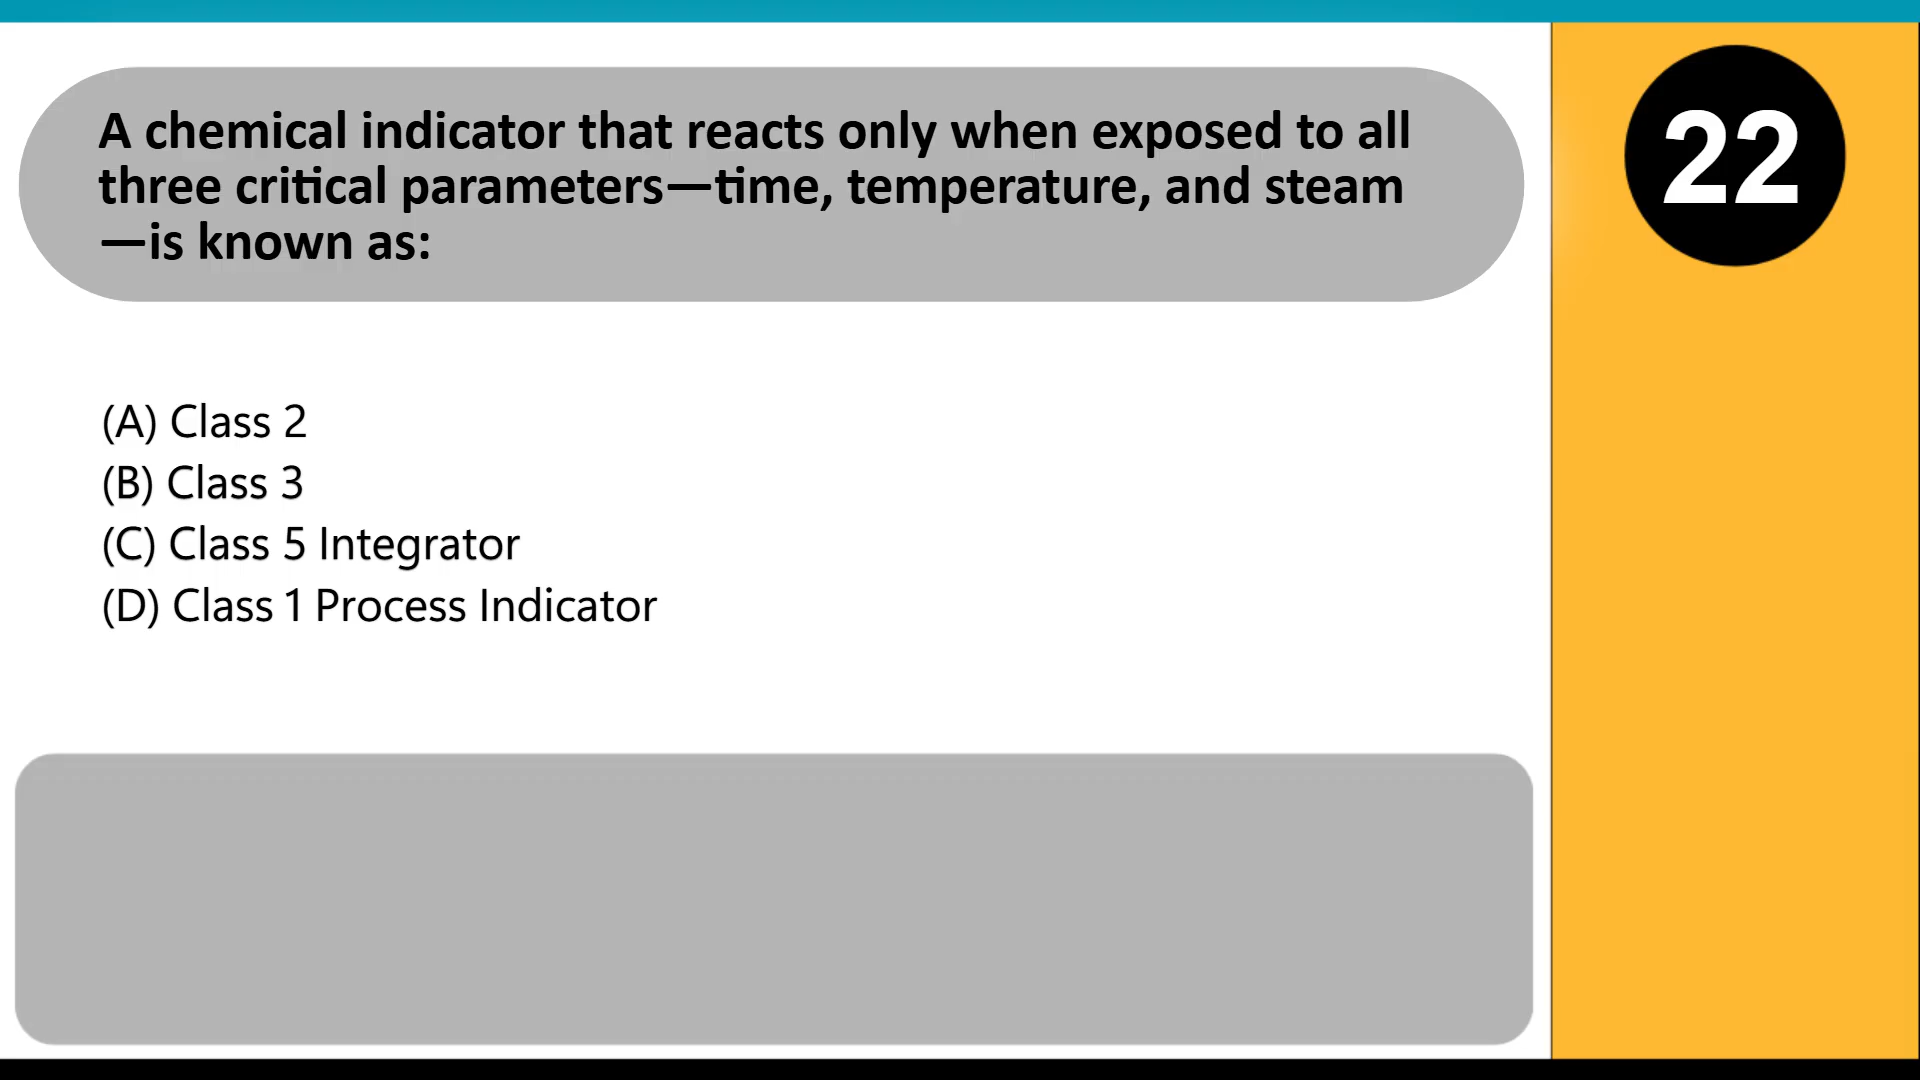 A chemical indicator that reacts only when exposed to all
three critical parameters—time, temperature, and steam
—is known as:
22
(A) Class 2
(B) Class 3
(C) Class 5 Integrator
(D) Class 1 Process Indicator